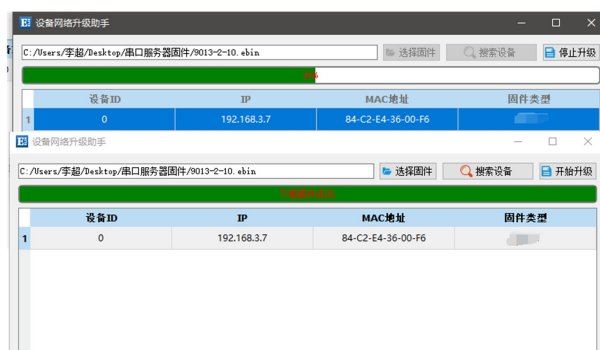 设备网络升级助手
C:/Users/李超/Desktop/串口服务器固件/9013-2-10.ebin 选择固件 搜索设备 停止升级
设备ID IP MAC地址 固件类型
1 0 192.168.3.7 84-C2-E4-36-00-F6
设备网络升级助手
C:/Users/李超/Desktop/串口服务器固件/9013-2-10.ebin 选择固件 搜索设备 开始升级
设备ID IP MAC地址 固件类型
1 0 192.168.3.7 84-C2-E4-36-00-F6